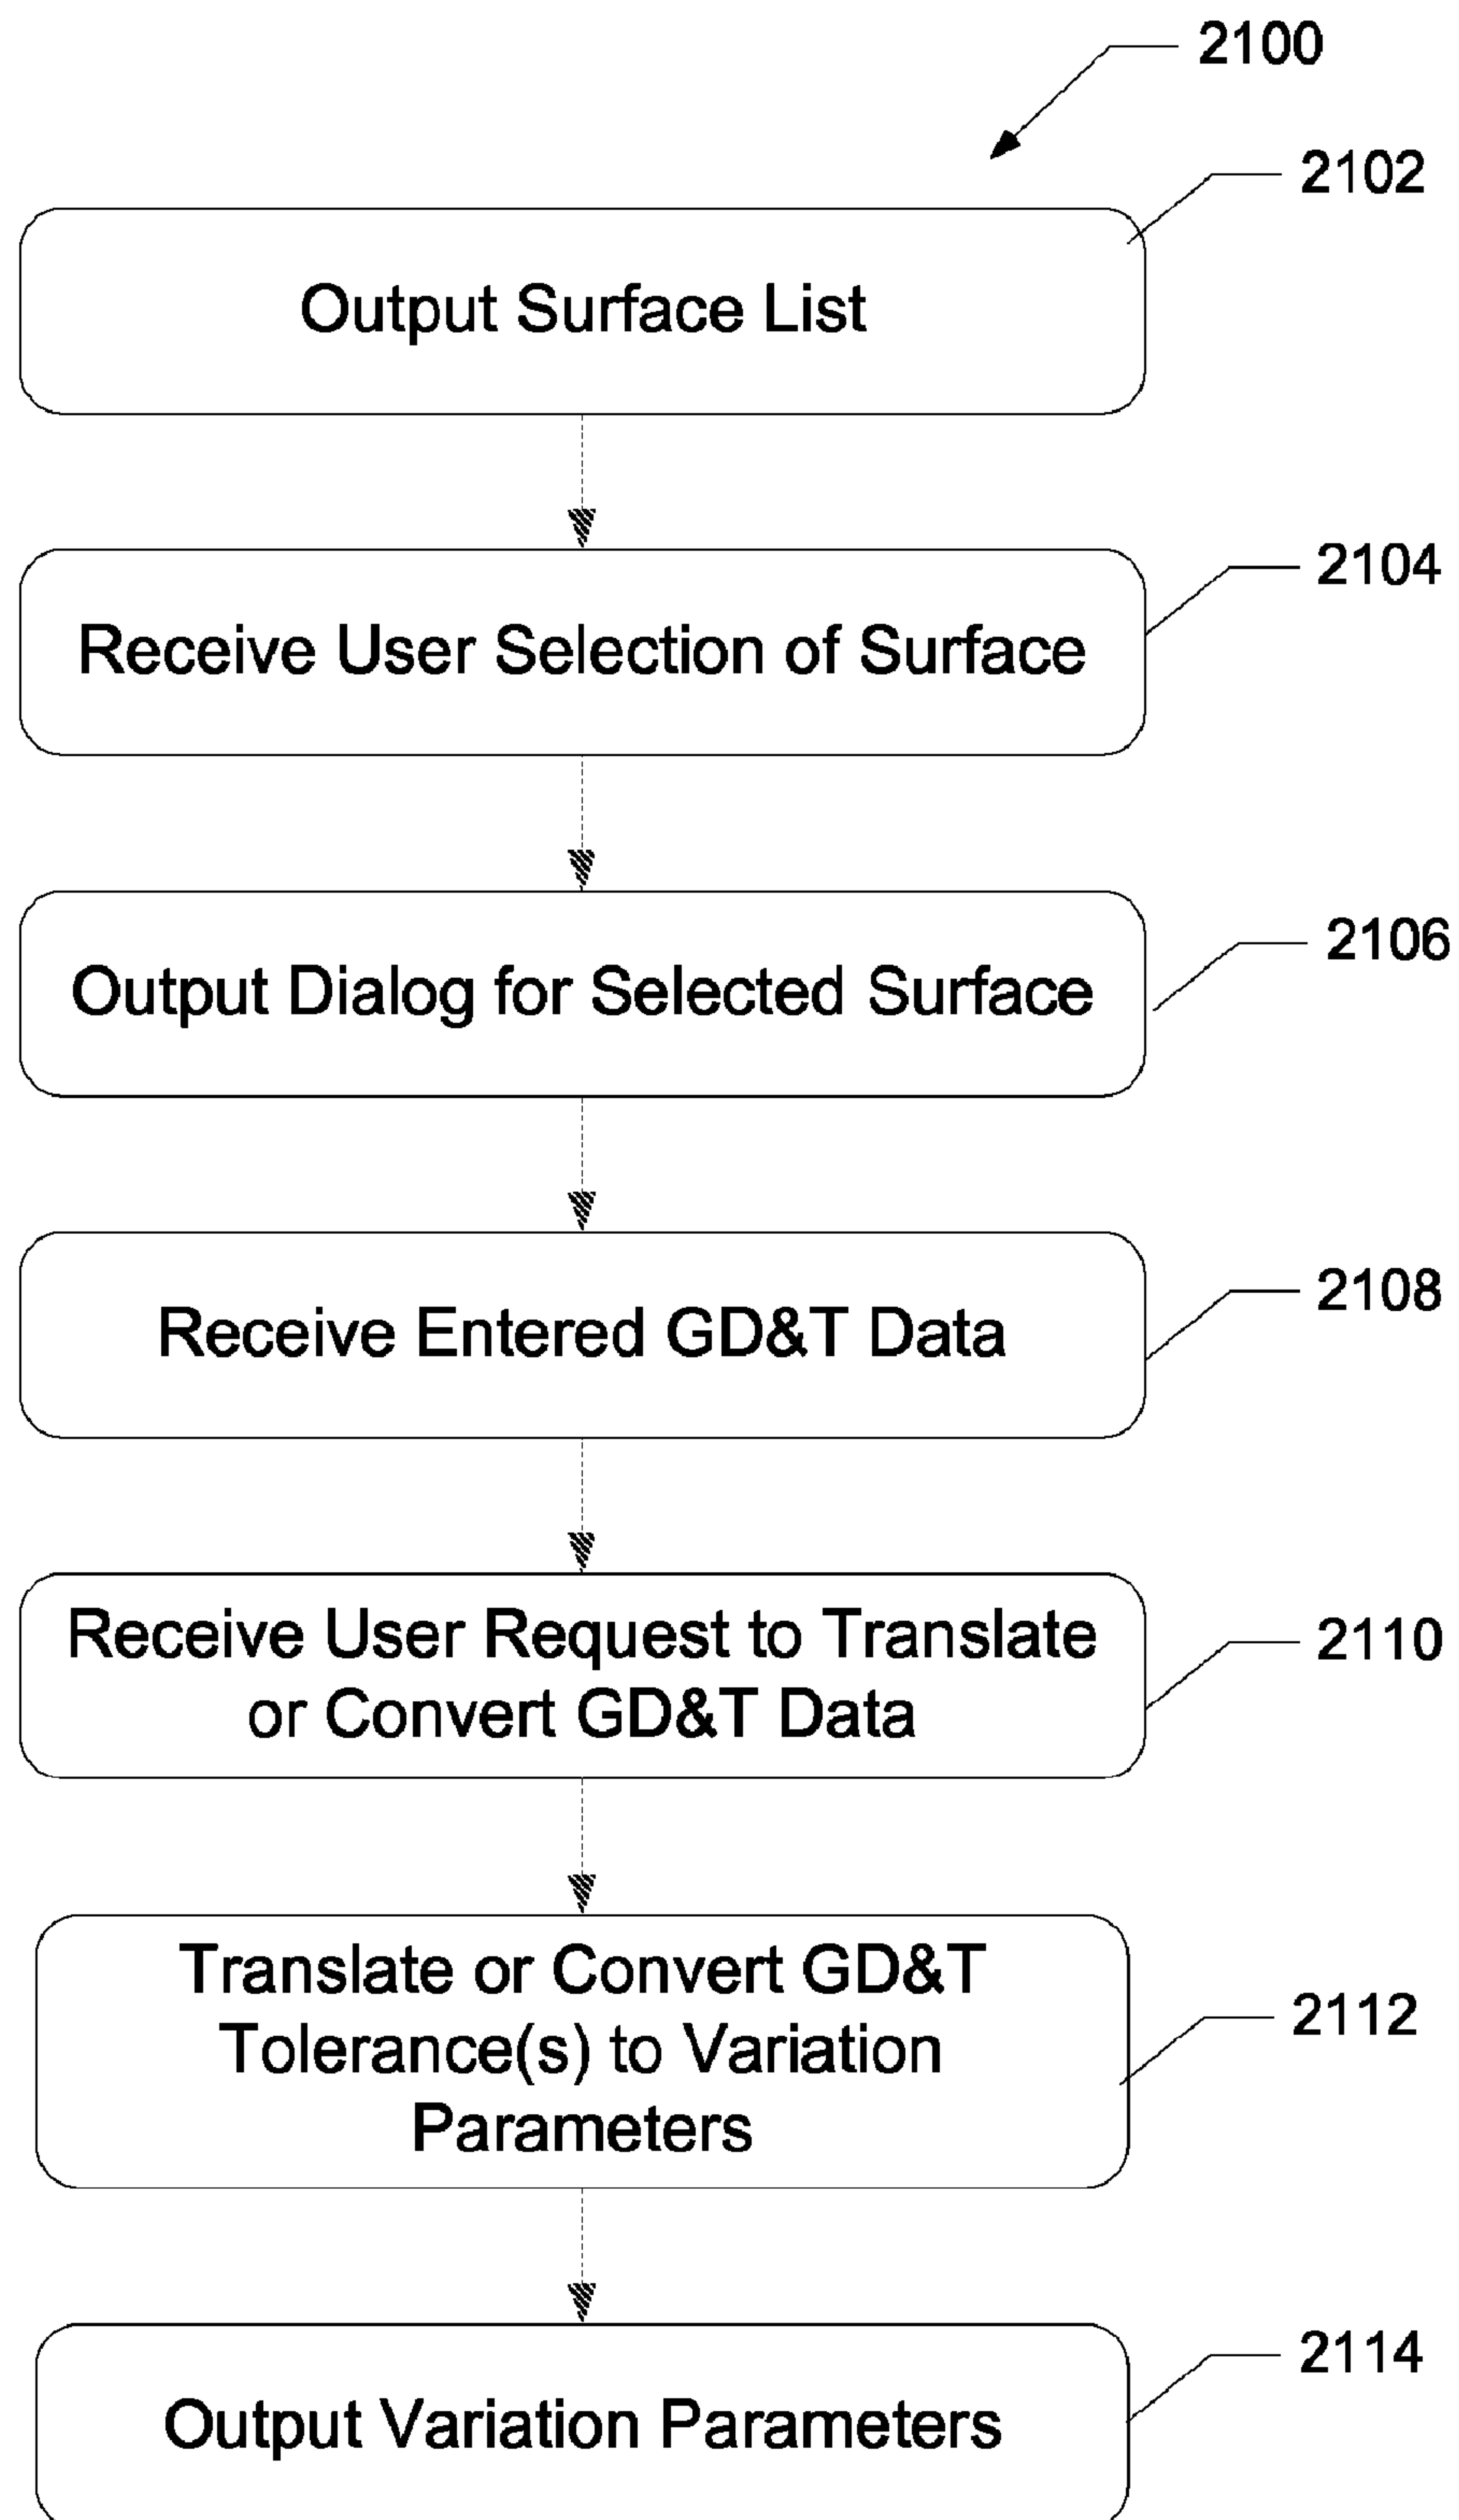 2100
2102
Output Surface List
2104
Receive User Selection of Surface
2106
Output Dialog for Selected Surface
2108
Receive Entered GD&T Data
2110
Receive User Request to Translate
or Convert GD&T Data
2112
Translate or Convert GD&T
Tolerance(s) to Variation
Parameters
2114
Output Variation Parameters